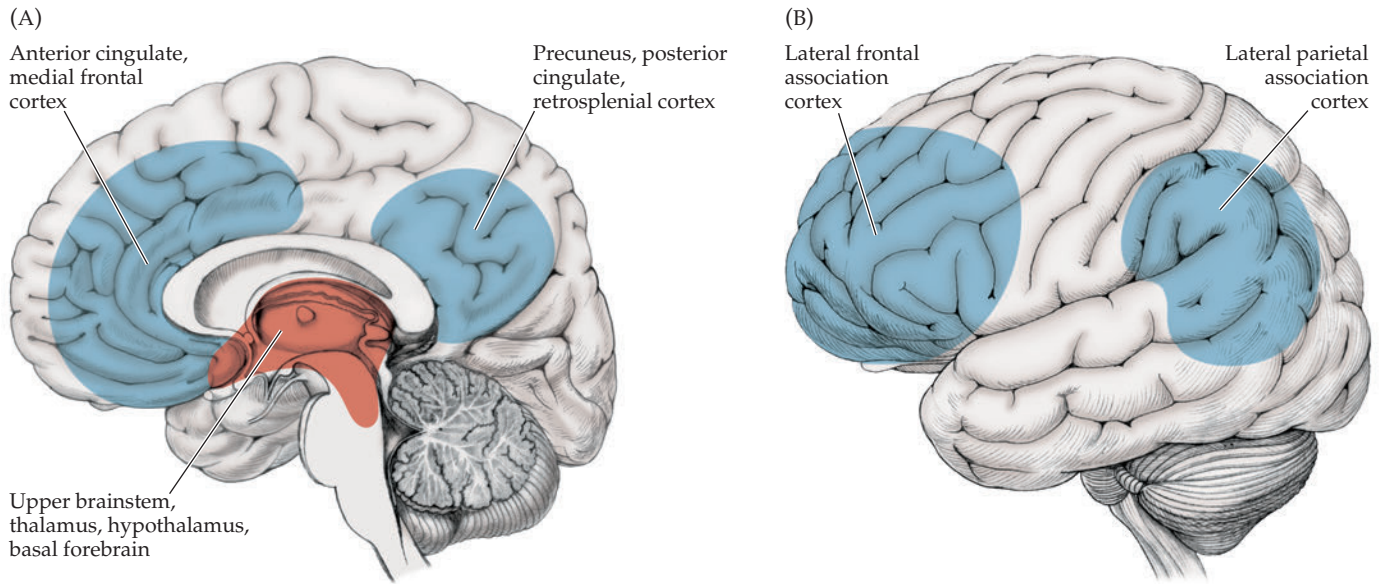 (A)
Anterior cingulate,
medial frontal
cortex
Precuneus, posterior
cingulate,
retrosplenial cortex
Upper brainstem,
thalamus, hypothalamus,
basal forebrain
(B)
Lateral frontal
association
cortex
Lateral parietal
association
cortex